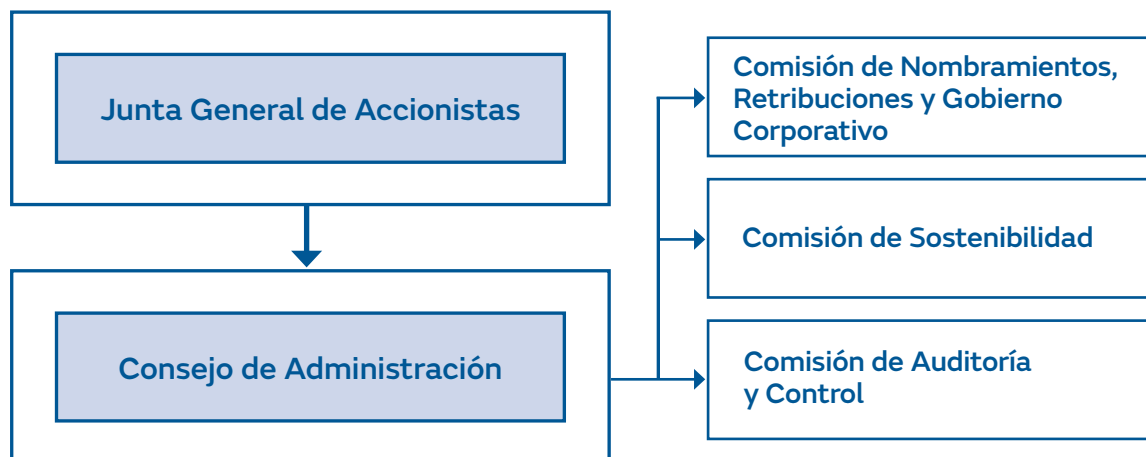 Junta General de Accionistas
Consejo de Administración
Comisión de Nombramientos,
Retribuciones y Gobierno
Corporativo
Comisión de Sostenibilidad
Comisión de Auditoría
y Control